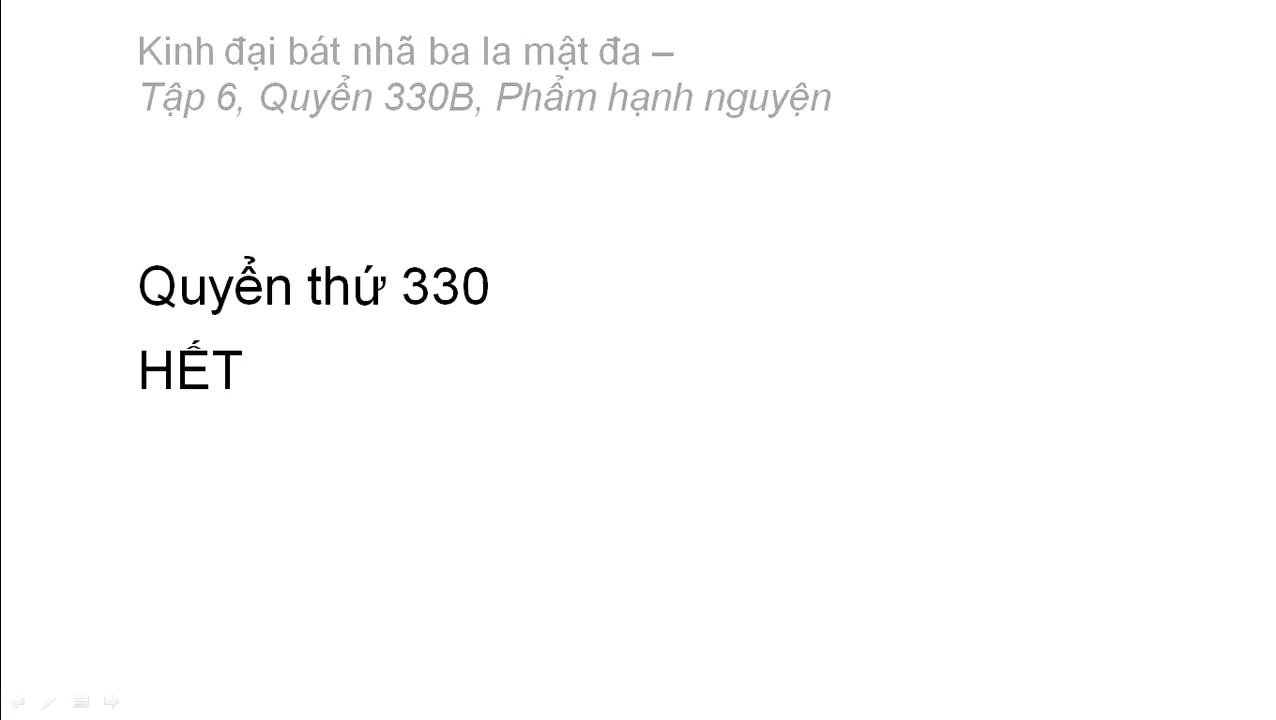 Kinh đại bát nhã ba la mật đa –
Tập 6, Quyển 330B, Phẩm hạnh nguyện
Quyển thứ 330
HẾT